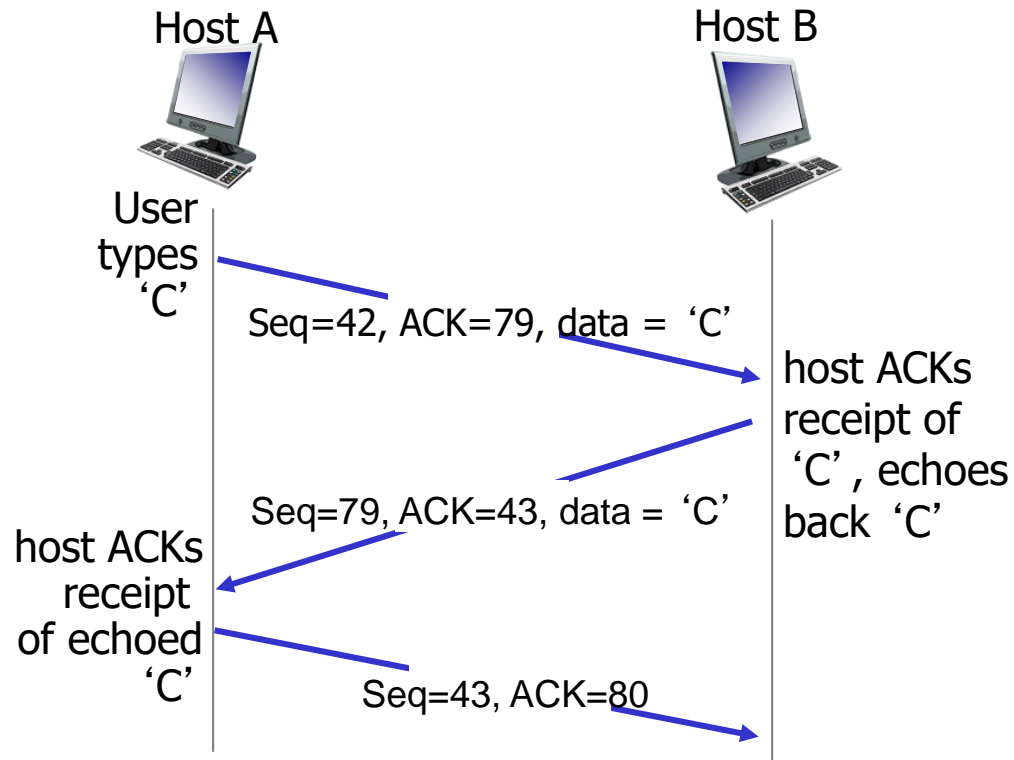 Host A
Host B
User
types
‘C’
Seq=42, ACK=79, data = ‘C’
host ACKs
receipt of
‘C’, echoes
back ‘C’
Seq=79, ACK=43, data = ‘C’
host ACKs
receipt
of echoed
‘C’
Seq=43, ACK=80